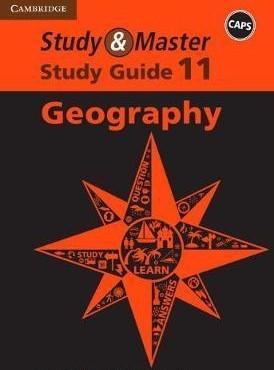 CAMBRIDGE
CAPS
Study & Master
Study Guide 11
Geography
QUESTION
STUDY
LEARN
ANSWERS